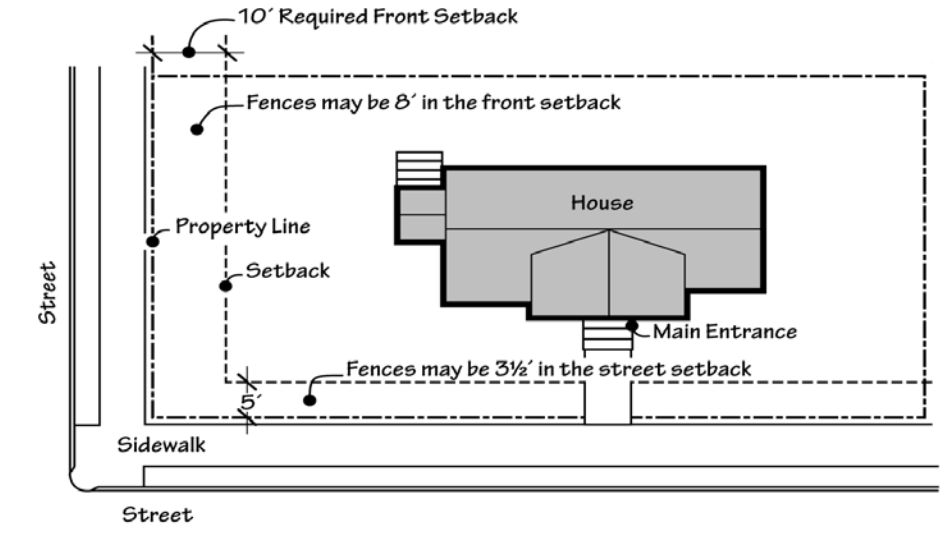 10´ Required Front Setback
Fences may be 8´ in the front setback
House
Property Line
Setback
Street
Main Entrance
Fences may be 3½´ in the street setback
5´
Sidewalk
Street